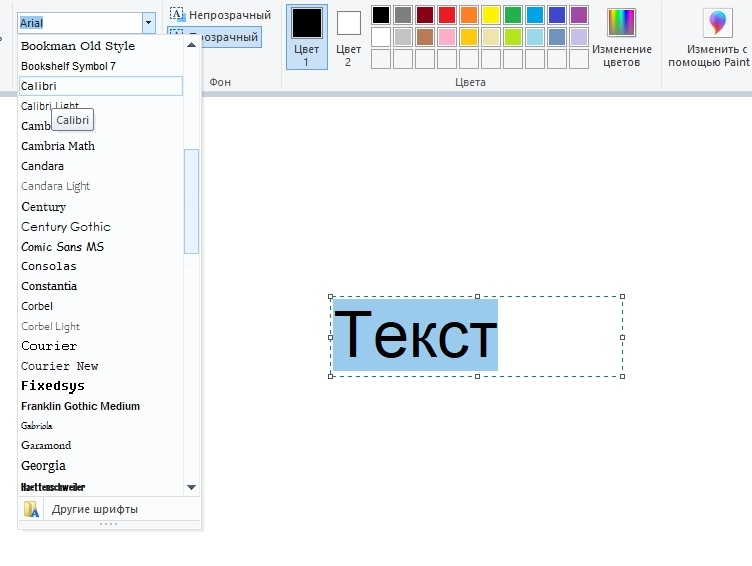 Arial
Непрозрачный
Прозрачный
Фон
Цвет
1
Цвет
2
Изменение
цветов
Цвета
Изменить с
помощью Paint
Bookman Old Style
Bookshelf Symbol 7
Calibri
Calibri Light
Calibri
Cambria Math
Candara
Candara Light
Century
Century Gothic
Comic Sans MS
Consolas
Constantia
Corbel
Corbel Light
Courier
Courier New
Fixedsys
Franklin Gothic Medium
Gabriola
Garamond
Georgia
Haettenschweiler
Другие шрифты
Текст